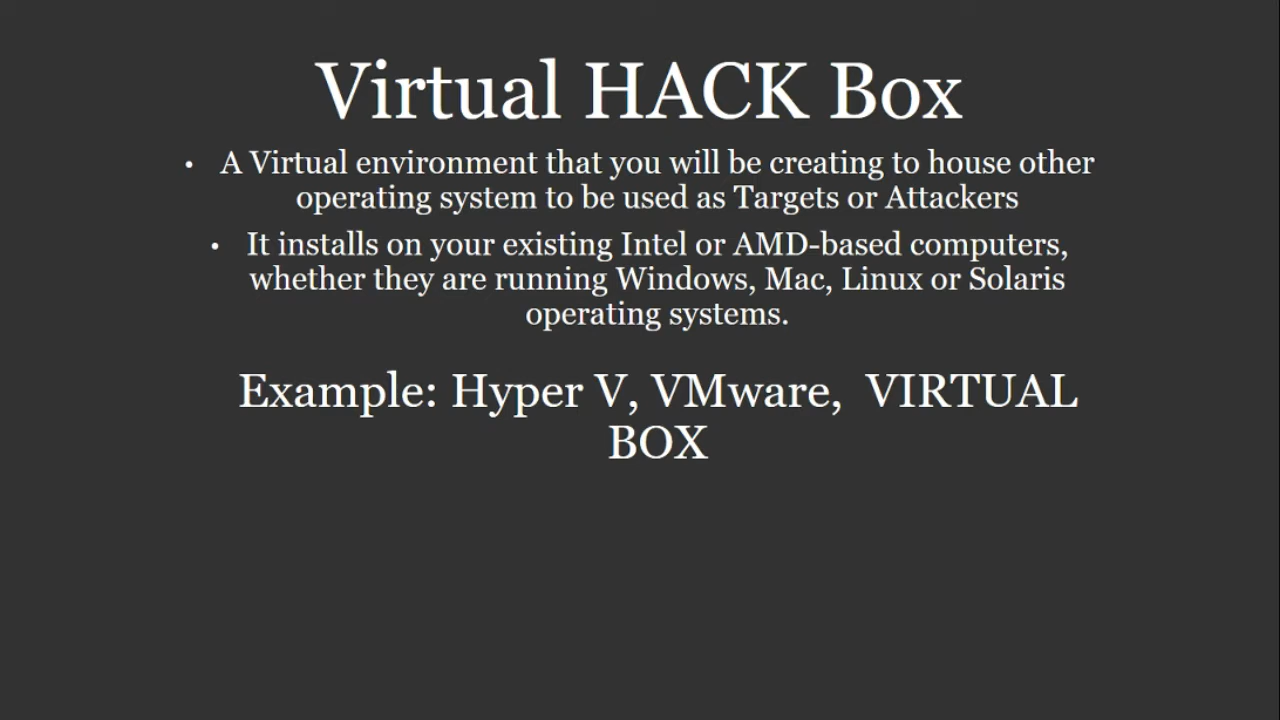 Virtual HACK Box
• A Virtual environment that you will be creating to house other
operating system to be used as Targets or Attackers
• It installs on your existing Intel or AMD-based computers,
whether they are running Windows, Mac, Linux or Solaris
operating systems.
Example: Hyper V, VMware,  VIRTUAL
BOX